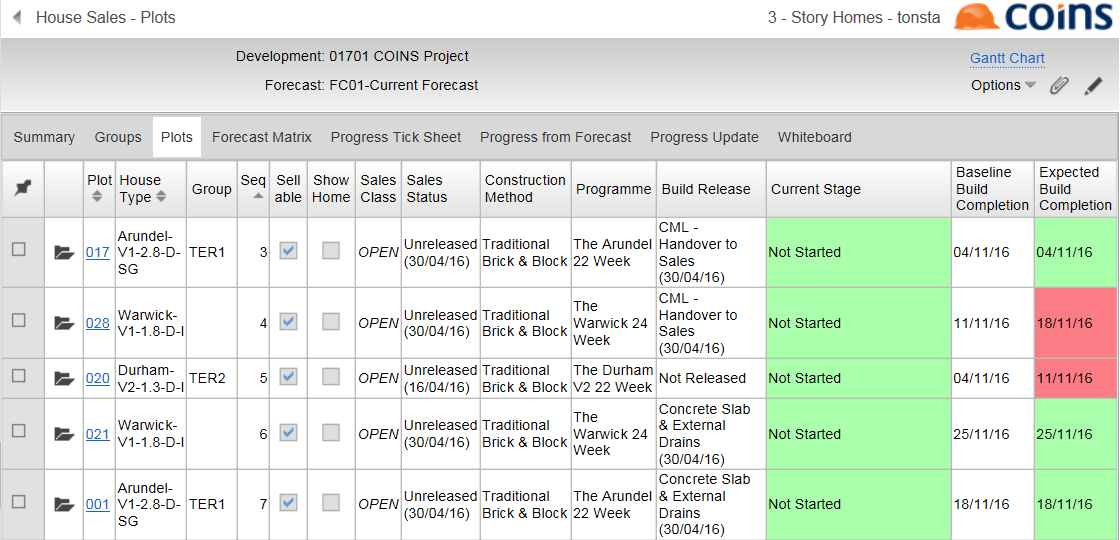 House Sales - Plots
3 - Story Homes - tonsta
coins
Development: 01701 COINS Project
Gantt Chart
Forecast: FC01-Current Forecast
Options
Summary Groups Plots Forecast Matrix Progress Tick Sheet Progress from Forecast Progress Update Whiteboard
Plot
House
Type
Group
Seq
Sell
able
Show
Home
Sales
Class
Sales
Status
Construction
Method
Programme
Build Release
Current Stage
Baseline
Build
Completion
Expected
Build
Completion
017
Arundel-
V1-2.8-D-
SG
TER1
3
OPEN
Unreleased
(30/04/16)
Traditional
Brick & Block
The Arundel
22 Week
CML -
Handover to
Sales
(30/04/16)
Not Started
04/11/16
04/11/16
028
Warwick-
V1-1.8-D-I
4
OPEN
Unreleased
(30/04/16)
Traditional
Brick & Block
The
Warwick 24
Week
CML -
Handover to
Sales
(30/04/16)
Not Started
11/11/16
18/11/16
020
Durham-
V2-1.3-D-I
TER2
5
OPEN
Unreleased
(16/04/16)
Traditional
Brick & Block
The Durham
V2 22 Week
Not Released
Not Started
04/11/16
11/11/16
021
Warwick-
V1-1.8-D-I
6
OPEN
Unreleased
(30/04/16)
Traditional
Brick & Block
The
Warwick 24
Week
Concrete Slab
& External
Drains
(30/04/16)
Not Started
25/11/16
25/11/16
001
Arundel-
V1-2.8-D-
SG
TER1
7
OPEN
Unreleased
(30/04/16)
Traditional
Brick & Block
The Arundel
22 Week
Concrete Slab
& External
Drains
(30/04/16)
Not Started
18/11/16
18/11/16